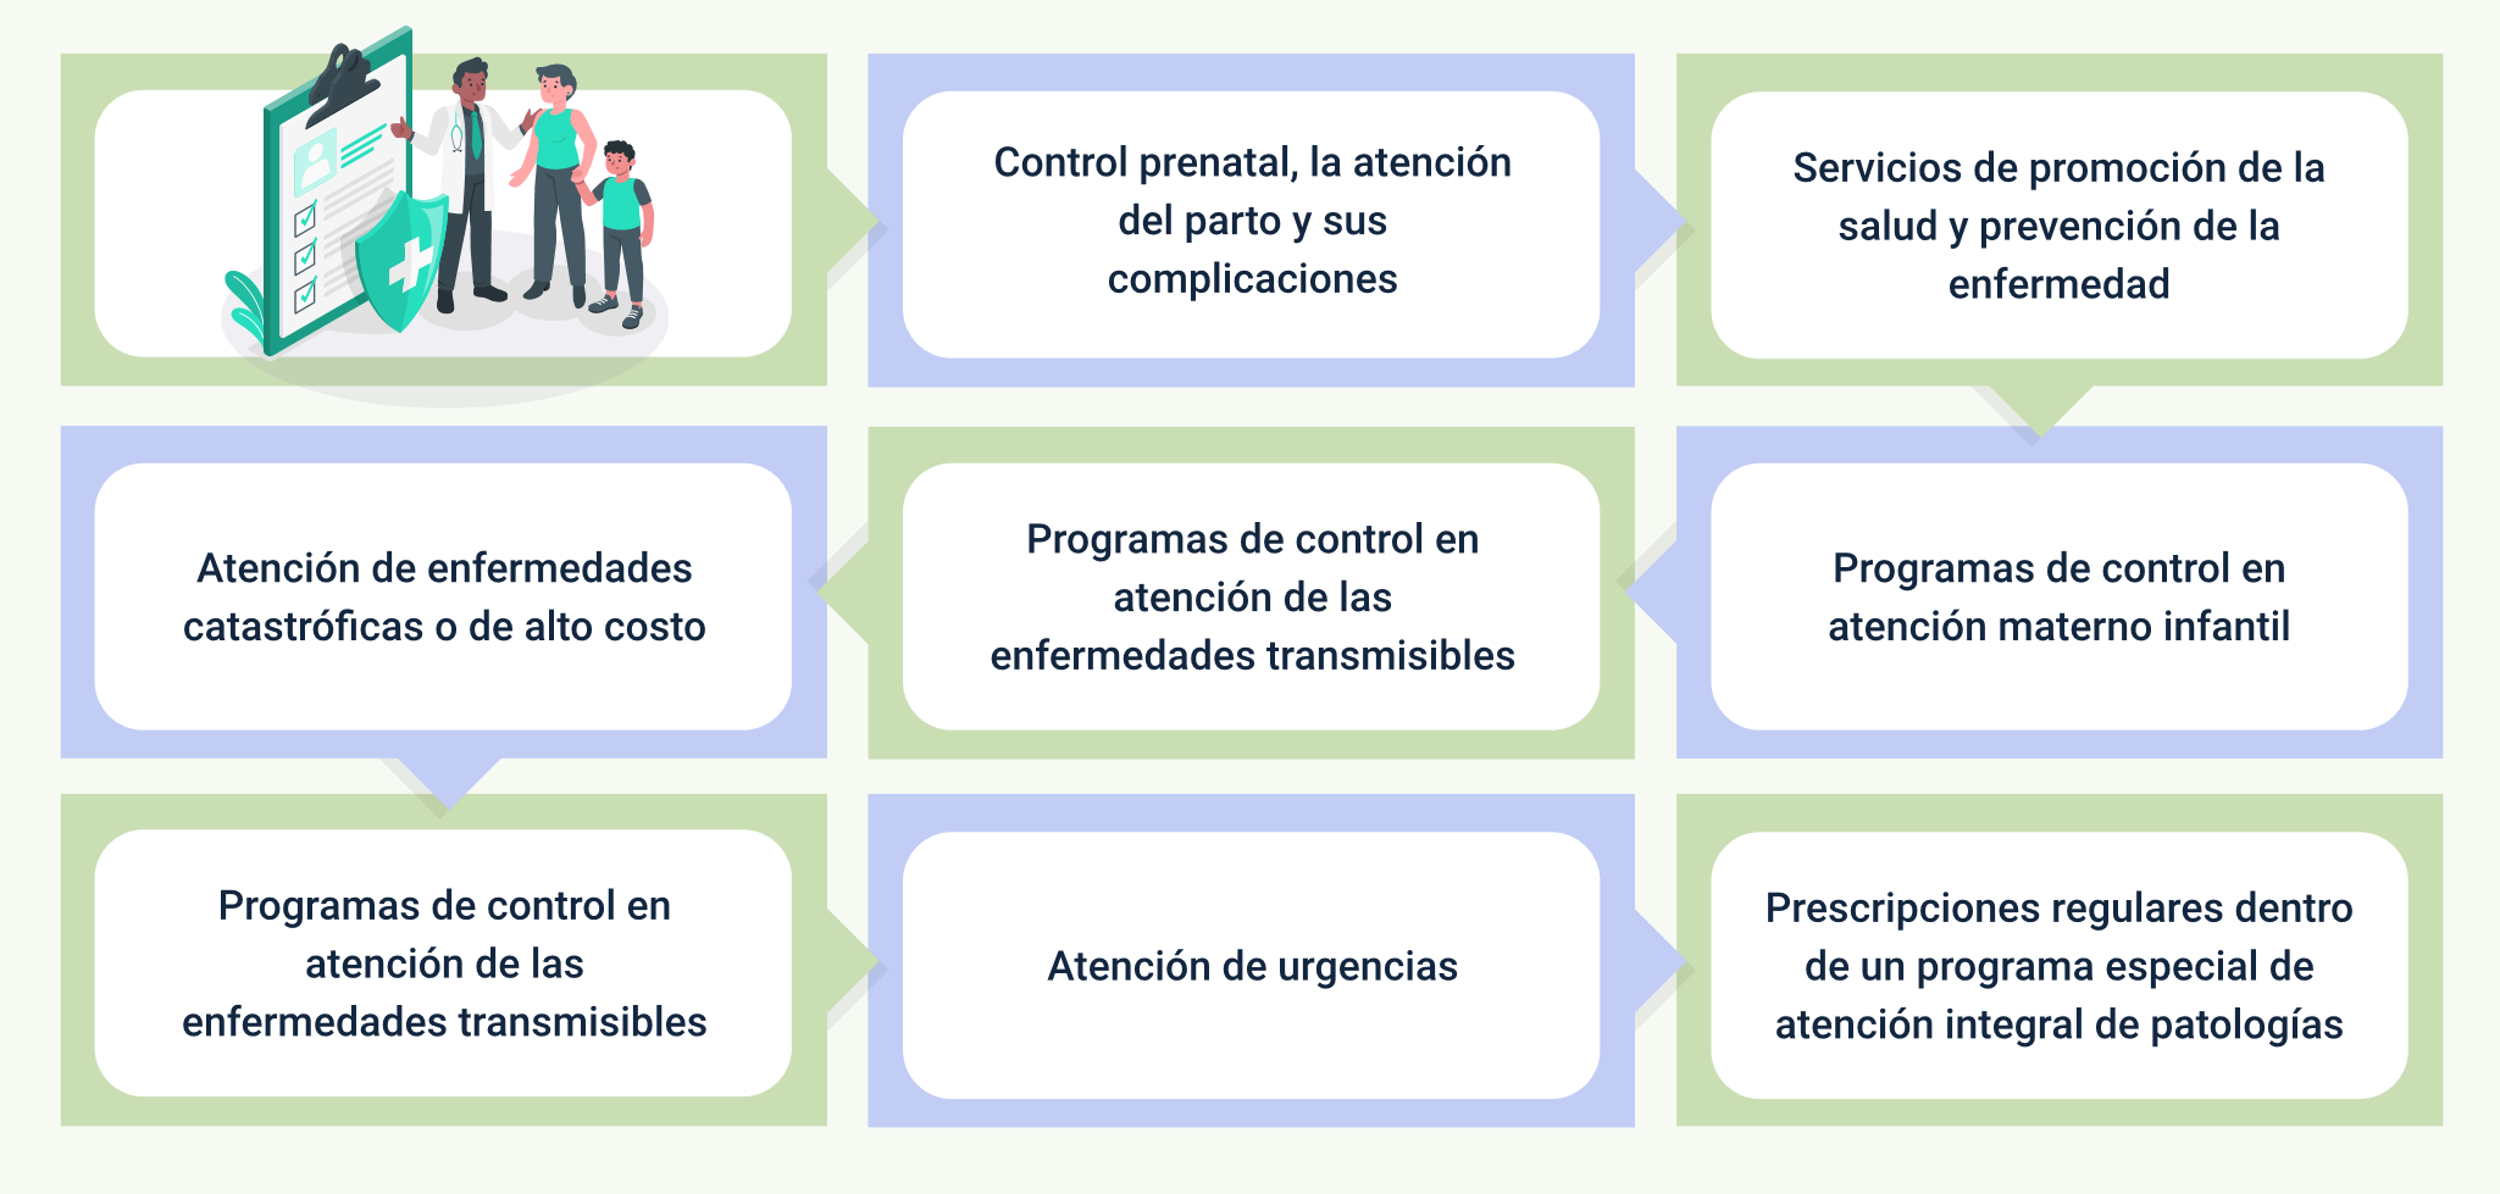 Control prenatal, la atención
del parto y sus
complicaciones
Servicios de promoción de la
salud y prevención de la
enfermedad
Programas de control en
atención materno infantil
Programas de control en
atención de las
enfermedades transmisibles
Atención de enfermedades
catastróficas o de alto costo
Programas de control en
atención de las
enfermedades transmisibles
Atención de urgencias
Prescripciones regulares dentro
de un programa especial de
atención integral de patologías